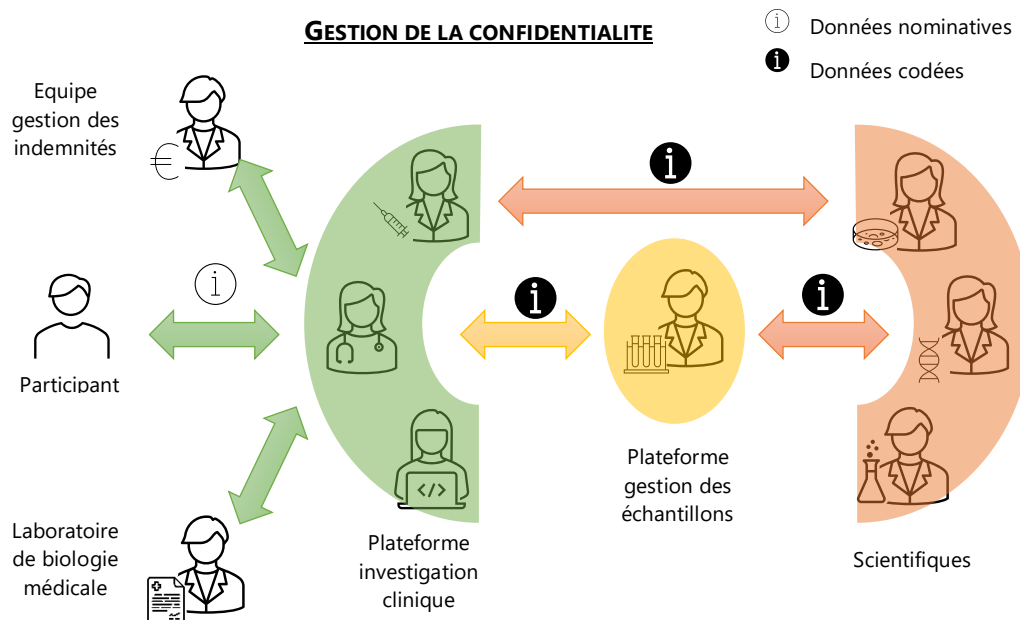 GESTION DE LA CONFIDENTIALITE
i Données nominatives
i Données codées
Equipe
gestion des
indemnités
€
i
i
i
i
Participant
</>
Laboratoire
de biologie
médicale
Plateforme
investigation
clinique
Plateforme
gestion des
échantillons
Scientifiques